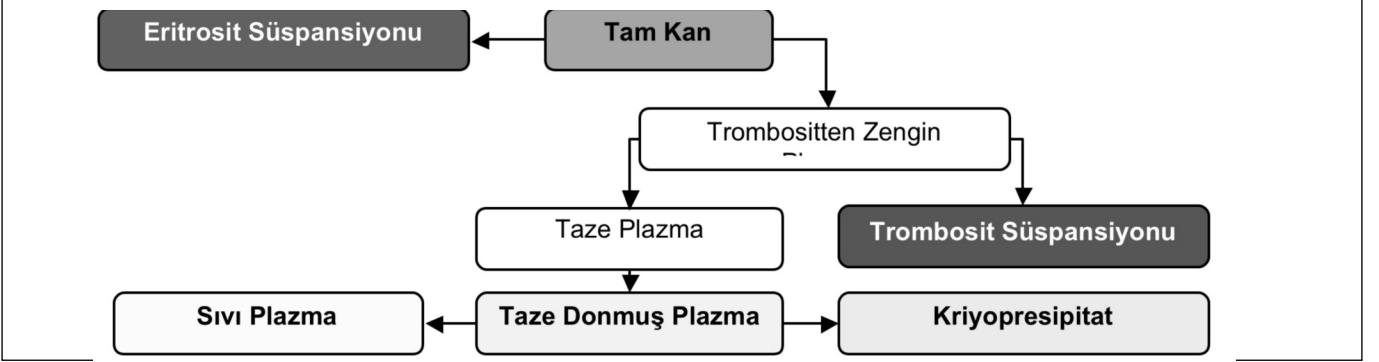 Eritrosit Süspansiyonu
Tam Kan
Trombositten Zengin
Taze Plazma
Trombosit Süspansiyonu
Sıvı Plazma
Taze Donmuş Plazma
Kriyopresipitat